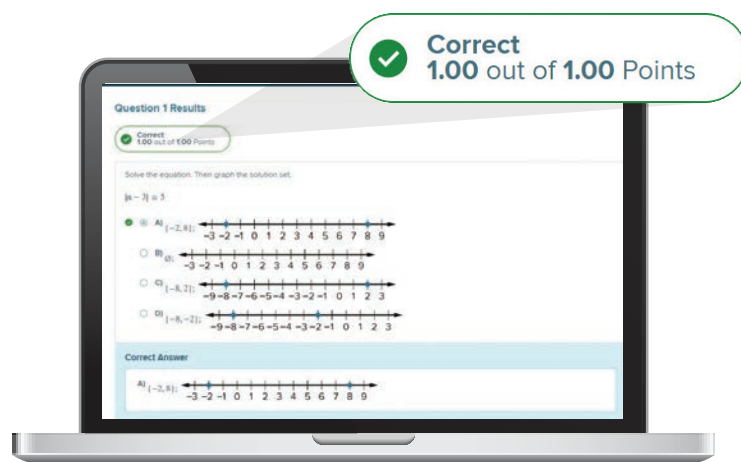 Correct
1.00 out of 1.00 Points
Question 1 Results
Correct
1.00 out of 1.00 Points
Solve the equation. Then graph the solution set.
|n − 3| = 5
A) {−2, 8};
−3 −2 −1 0 1 2 3 4 5 6 7 8 9
B) ∅;
−3 −2 −1 0 1 2 3 4 5 6 7 8 9
C) {−8, 2};
−9 −8 −7 −6 −5 −4 −3 −2 −1 0 1 2 3
D) {−8, −2};
−9 −8 −7 −6 −5 −4 −3 −2 −1 0 1 2 3
Correct Answer
A) {−2, 8};
−3 −2 −1 0 1 2 3 4 5 6 7 8 9